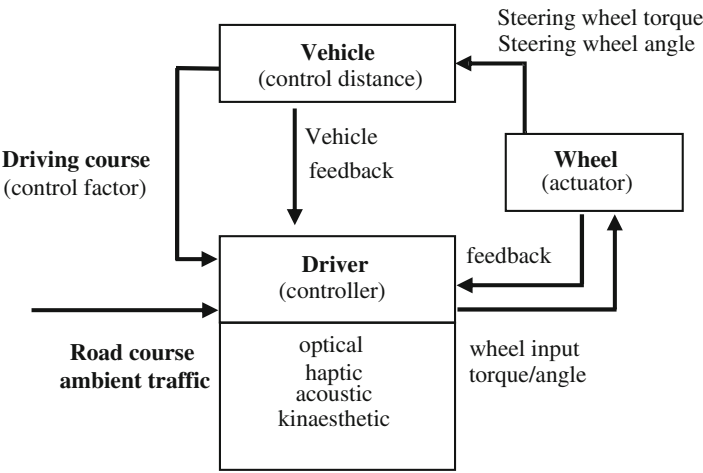 Steering wheel torque
Steering wheel angle
Vehicle
(control distance)
Vehicle
feedback
Driving course
(control factor)
Wheel
(actuator)
Driver
(controller)
feedback
Road course
ambient traffic
optical
haptic
acoustic
kinaesthetic
wheel input
torque/angle